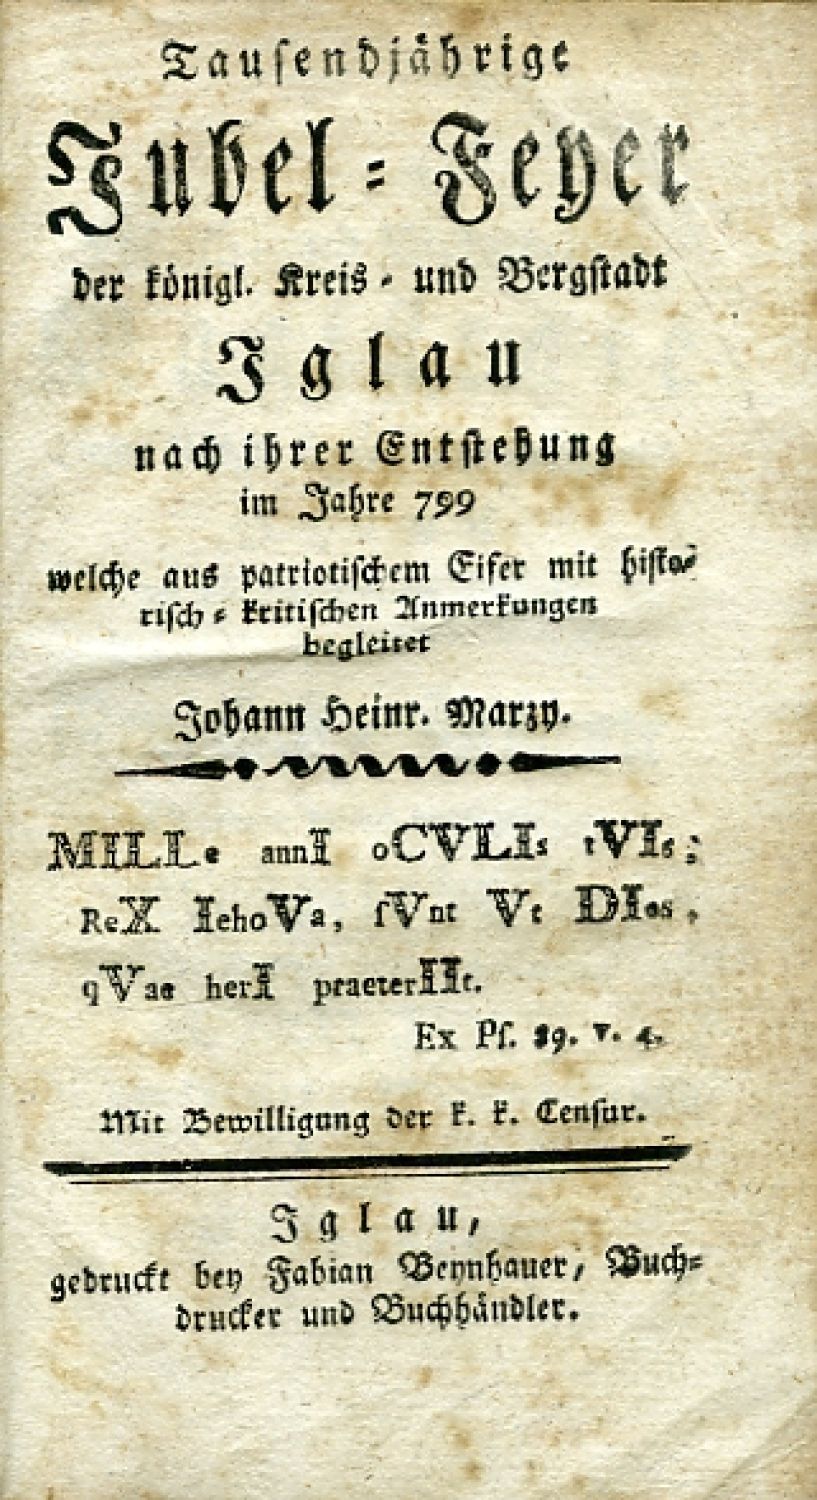 Tauſendjährige
Jubel = Feyer
der königl. Kreis - und Bergſtadt
Iglau
nach ihrer Entſtehung
im Jahre 799
welche aus patriotiſchem Eifer mit hiſto=
riſch = kritiſchen Anmerkungen
begleitet
Johann Heinr. Marzy.
MILLe annI oCVLIs tVIs;
ReX IehoVa, ſVnt Vt DIes,
qVae herI praeterIIt.
Ex Pſ. 89. v. 4.
Mit Bewilligung der k. k. Cenſur.
Iglau,
gedruckt bey Fabian Beynhauer, Buch=
drucker und Buchhändler.